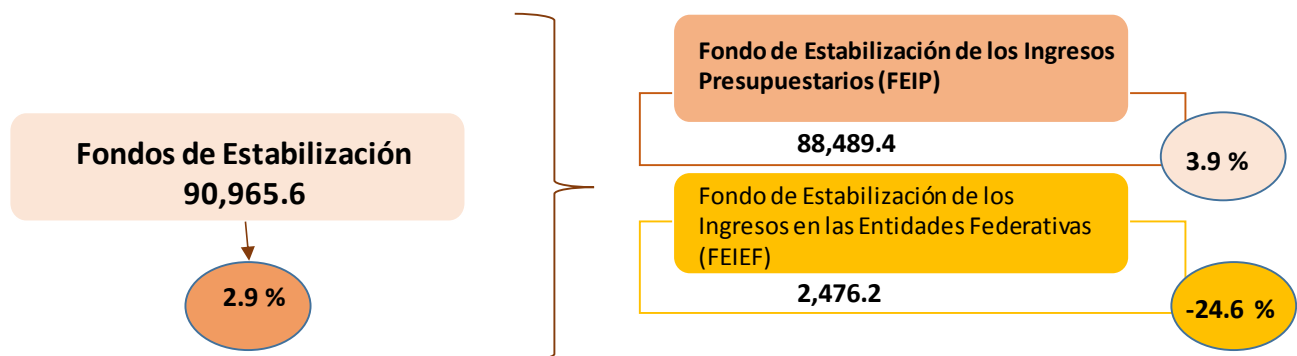 Fondos de Estabilización
90,965.6
2.9 %
Fondo de Estabilización de los Ingresos
Presupuestarios (FEIP)
88,489.4
3.9 %
Fondo de Estabilización de los
Ingresos en las Entidades Federativas
(FEIEF)
2,476.2
-24.6 %